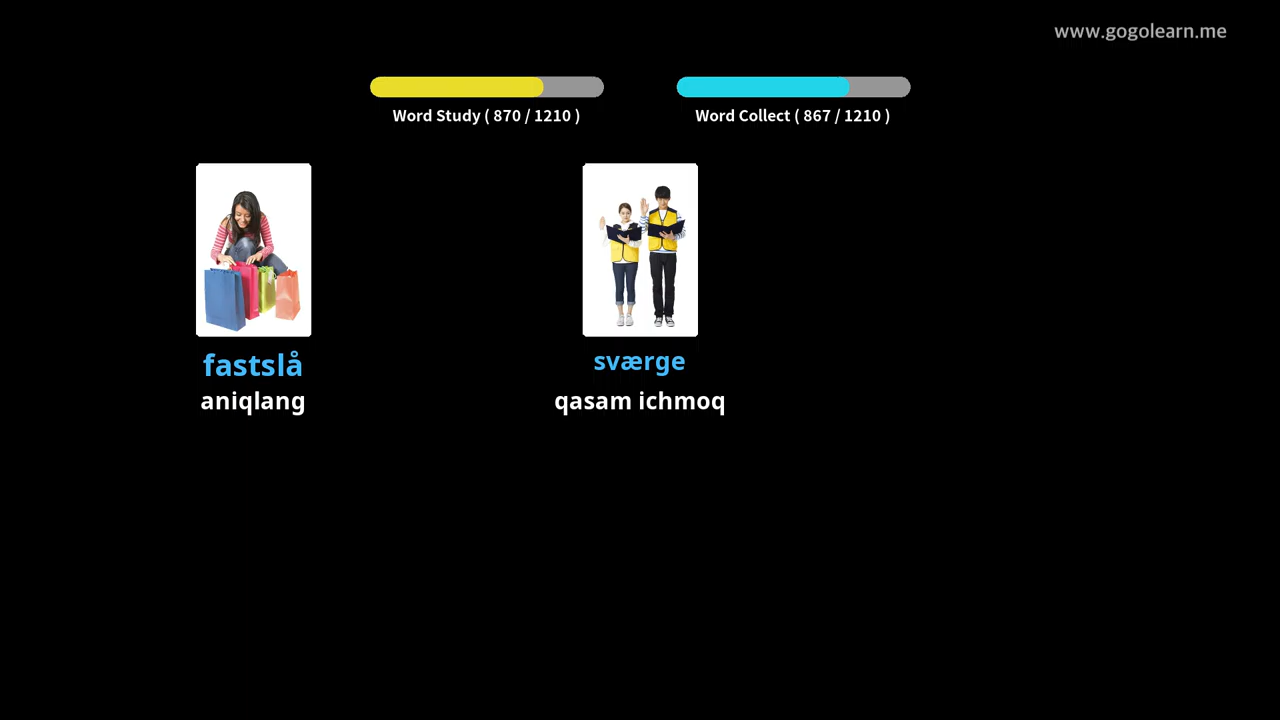 www.gogolearn.me
Word Study ( 870 / 1210 )
Word Collect ( 867 / 1210 )
fastslå
aniqlang
sværge
qasam ichmoq